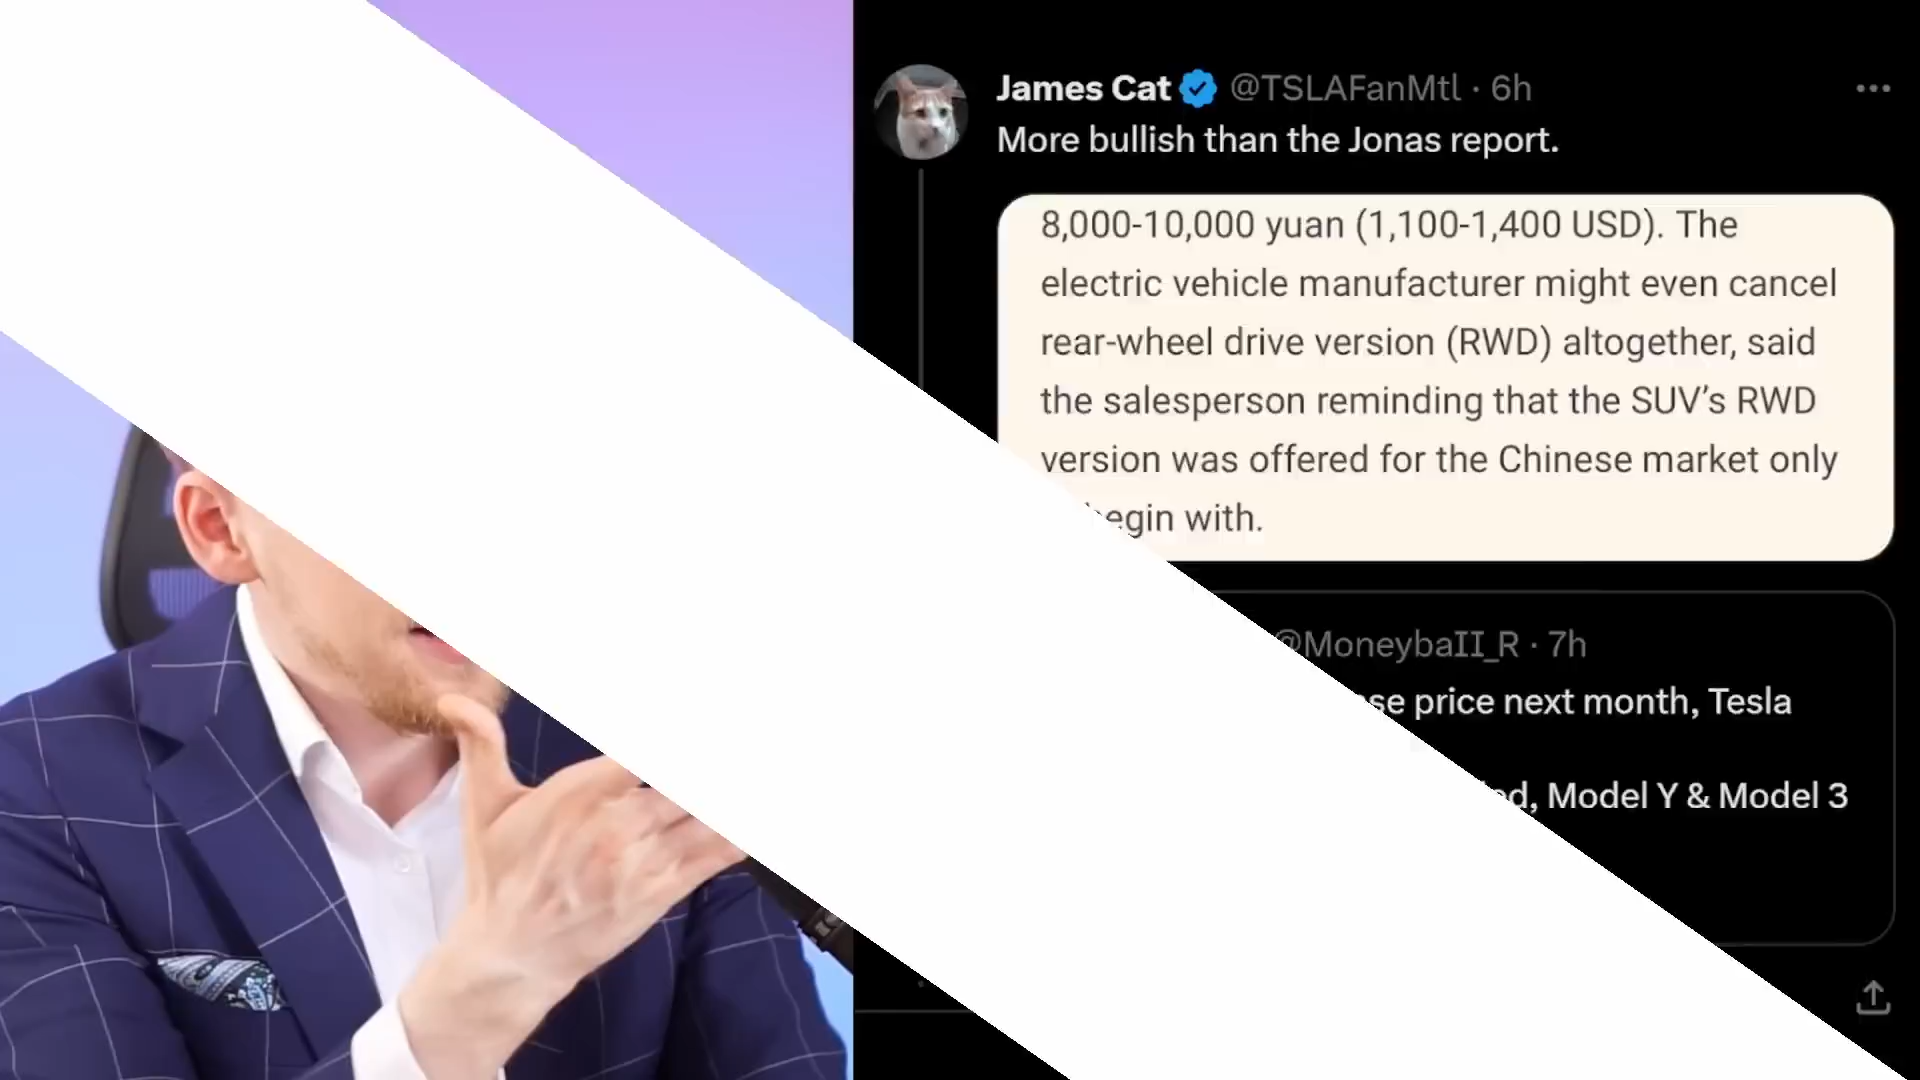 James Cat @TSLAFanMtl · 6h
More bullish than the Jonas report.
8,000-10,000 yuan (1,100-1,400 USD). The
electric vehicle manufacturer might even cancel
rear-wheel drive version (RWD) altogether, said
the salesperson reminding that the SUV’s RWD
version was offered for the Chinese market only
begin with.
@MoneybaII_R · 7h
price next month, Tesla
Model Y & Model 3